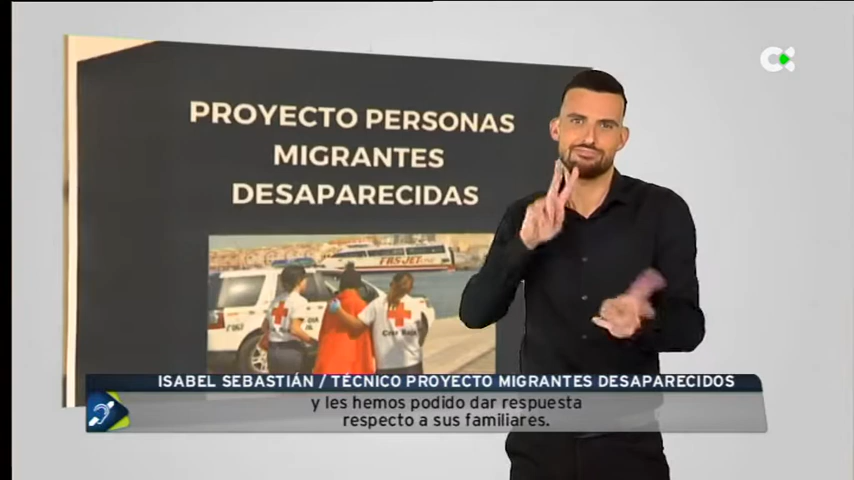 PROYECTO PERSONAS
MIGRANTES
DESAPARECIDAS
FRS JET
ISABEL SEBASTIÁN / TÉCNICO PROYECTO MIGRANTES DESAPARECIDOS
y les hemos podido dar respuesta
respecto a sus familiares.